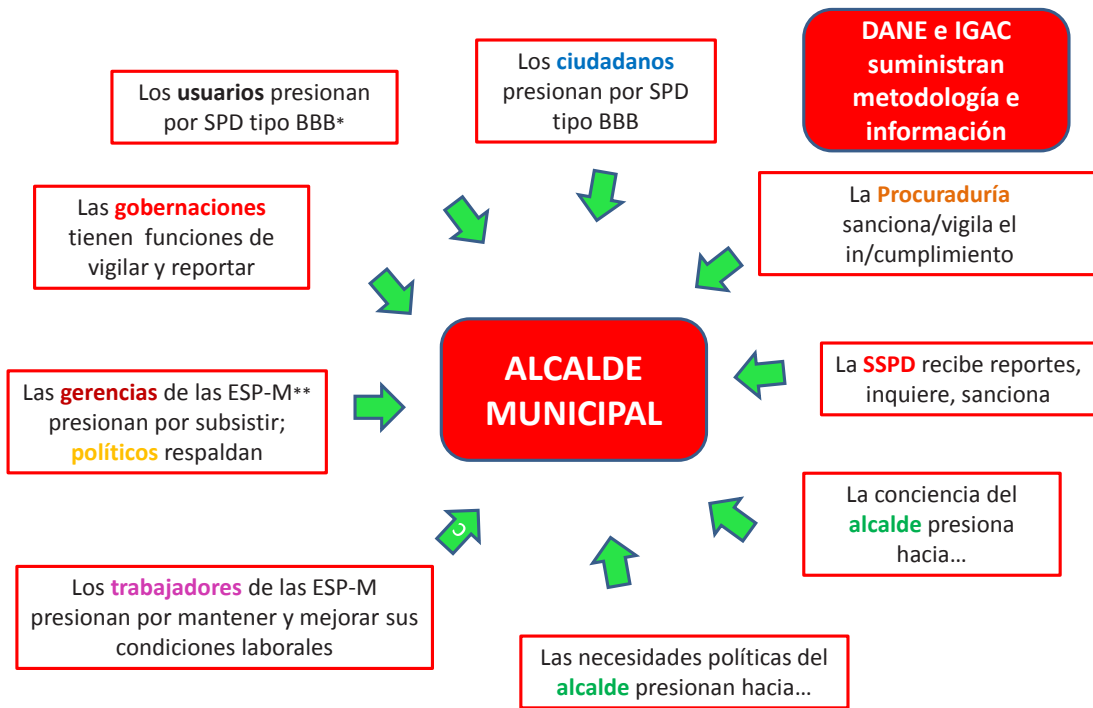 DANE e IGAC
suministran
metodología e
información
Los ciudadanos
presionan por SPD
tipo BBB
Los usuarios presionan
por SPD tipo BBB*
Las gobernaciones
tienen funciones de
vigilar y reportar
La Procuraduría
sanciona/vigila el
in/cumplimiento
ALCALDE
MUNICIPAL
La SSPD recibe reportes,
inquiere, sanciona
Las gerencias de las ESP-M**
presionan por subsistir;
políticos respaldan
La conciencia del
alcalde presiona
hacia...
Los trabajadores de las ESP-M
presionan por mantener y mejorar sus
condiciones laborales
Las necesidades políticas del
alcalde presionan hacia...